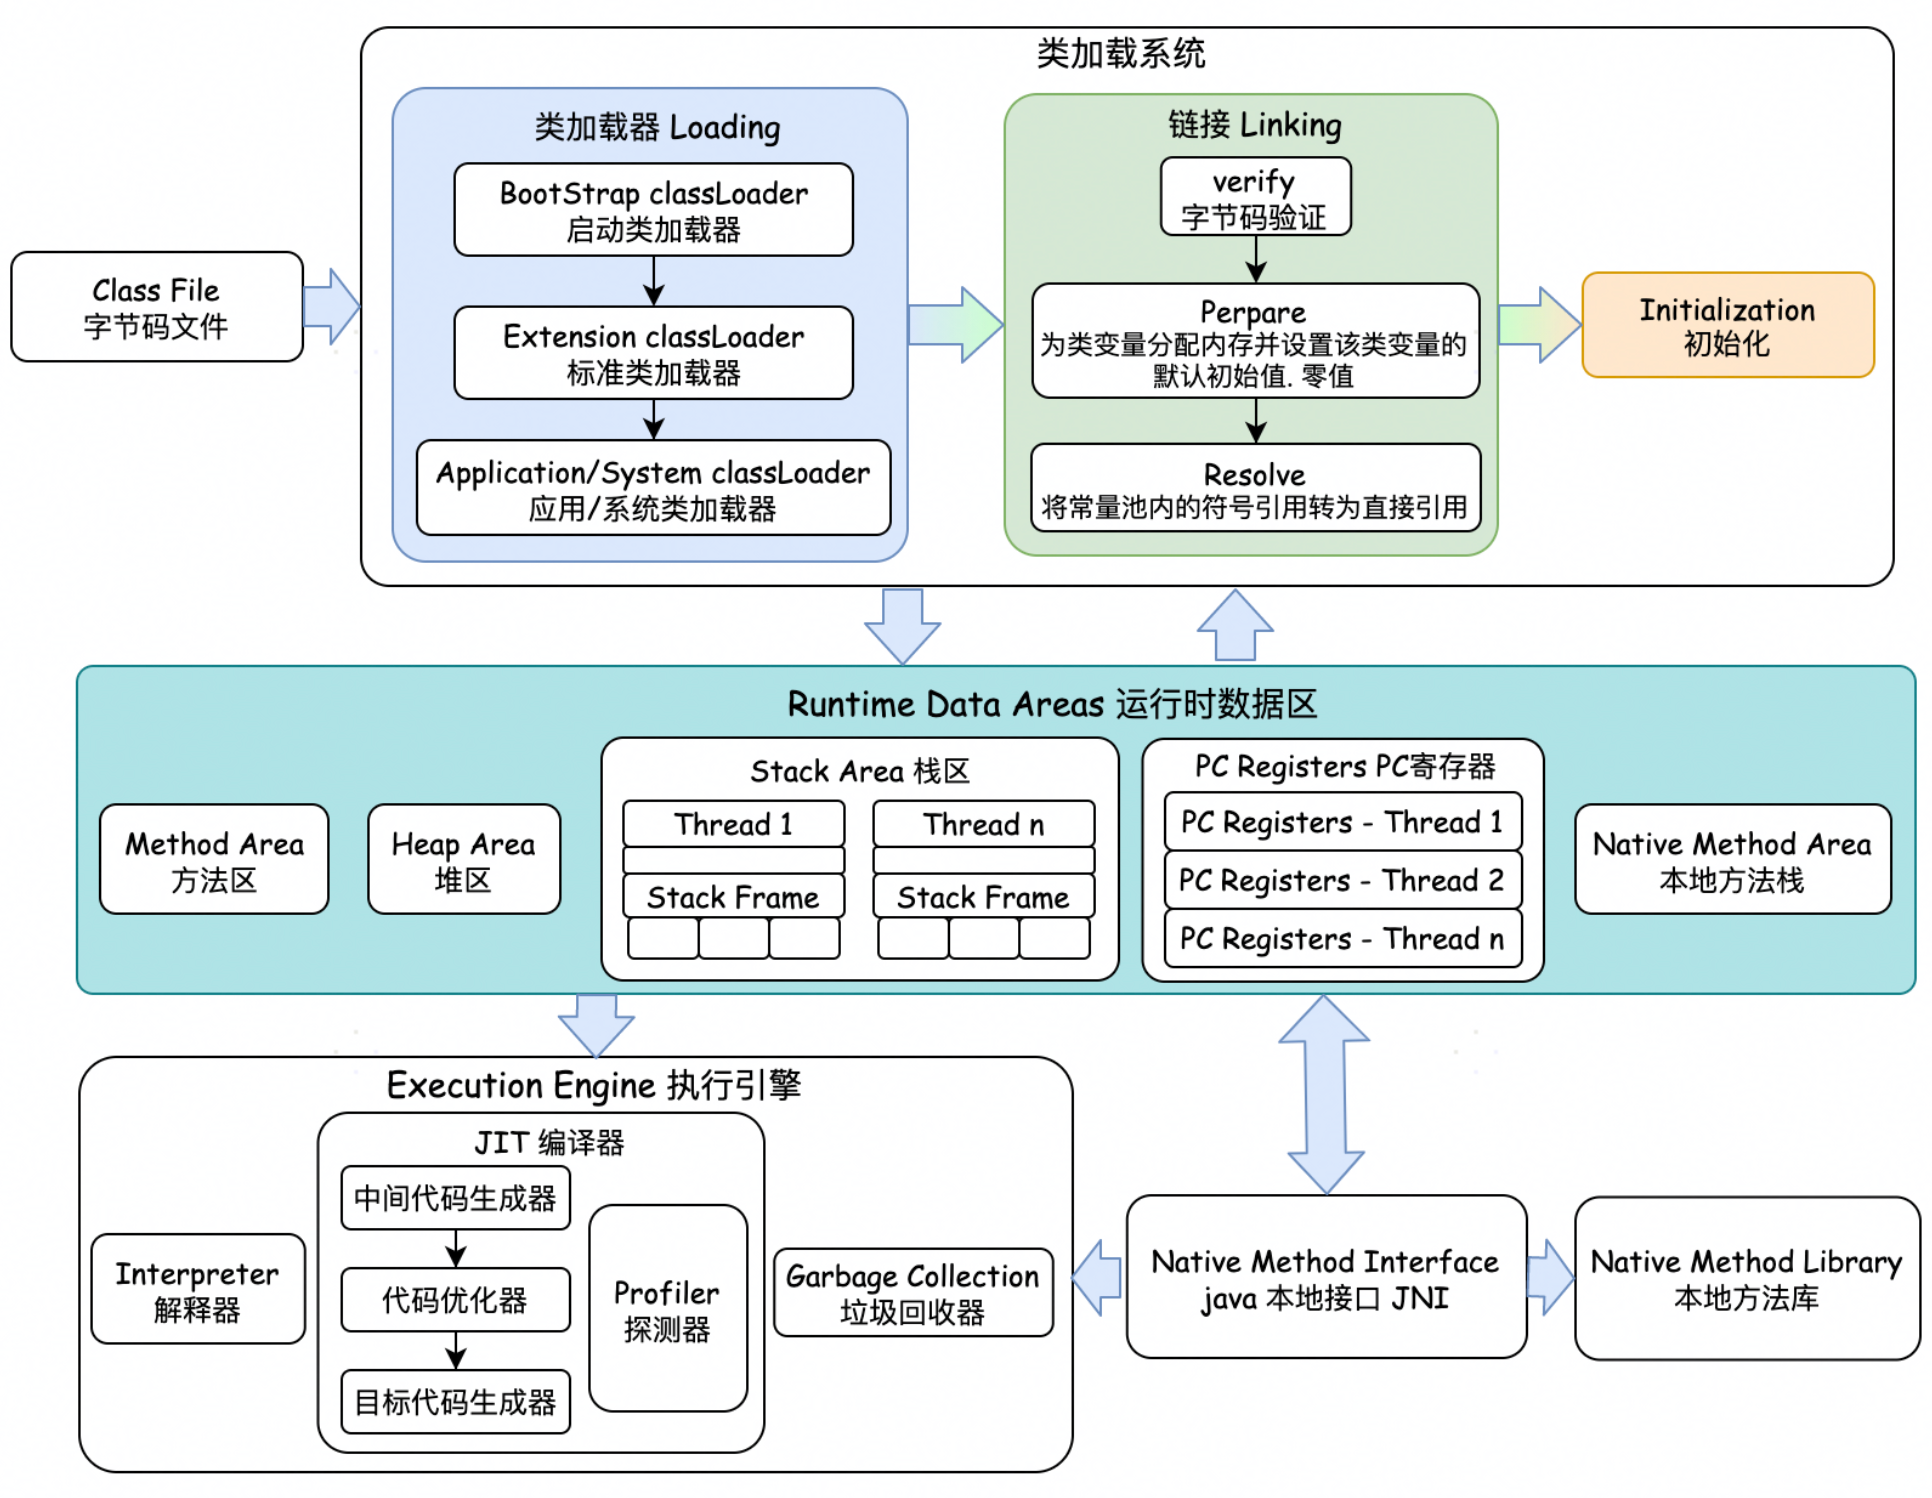 类加载系统
类加载器 Loading
BootStrap classLoader
启动类加载器
Extension classLoader
标准类加载器
Application/System classLoader
应用/系统类加载器
链接 Linking
verify
字节码验证
Perpare
为类变量分配内存并设置该类变量的
默认初始值. 零值
Resolve
将常量池内的符号引用转为直接引用
Class File
字节码文件
Initialization
初始化
Runtime Data Areas 运行时数据区
Method Area
方法区
Heap Area
堆区
Stack Area 栈区
Thread 1
Stack Frame
Thread n
Stack Frame
PC Registers PC寄存器
PC Registers - Thread 1
PC Registers - Thread 2
PC Registers - Thread n
Native Method Area
本地方法栈
Execution Engine 执行引擎
Interpreter
解释器
JIT 编译器
中间代码生成器
代码优化器
目标代码生成器
Profiler
探测器
Garbage Collection
垃圾回收器
Native Method Interface
java 本地接口 JNI
Native Method Library
本地方法库